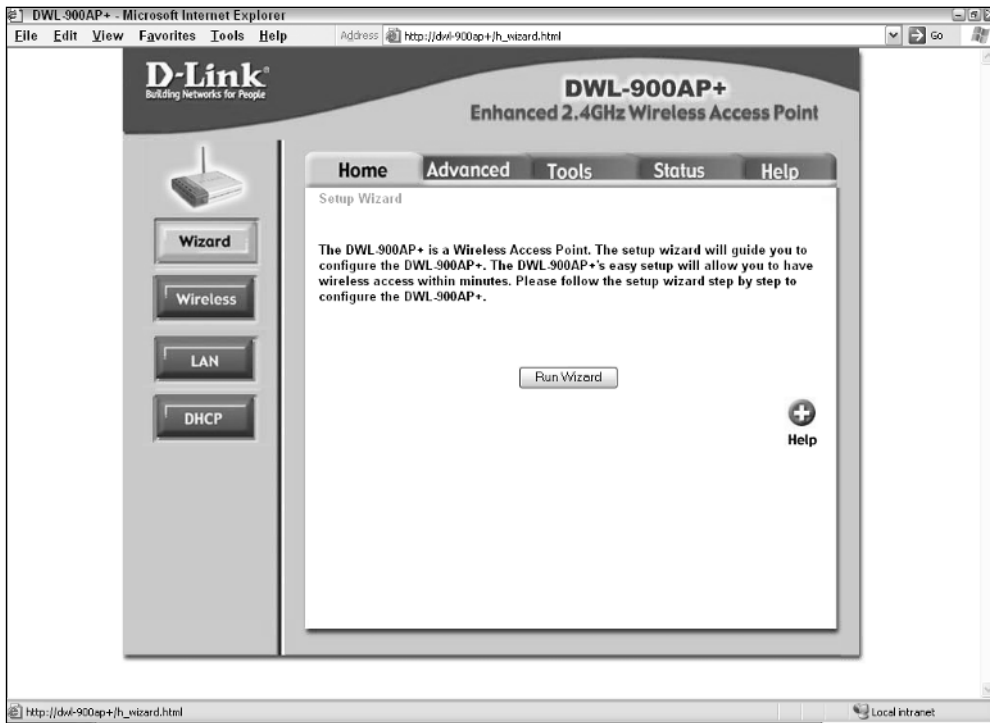 DWL-900AP+ - Microsoft Internet Explorer
File Edit View Favorites Tools Help Address http://dwl-900ap+/h_wizard.html Go
D-Link®
Building Networks for People
DWL-900AP+
Enhanced 2.4GHz Wireless Access Point
Home Advanced Tools Status Help
Setup Wizard
Wizard
Wireless
LAN
DHCP
The DWL-900AP+ is a Wireless Access Point. The setup wizard will guide you to
configure the DWL-900AP+. The DWL-900AP+'s easy setup will allow you to have
wireless access within minutes. Please follow the setup wizard step by step to
configure the DWL-900AP+.
Run Wizard
Help
http://dwl-900ap+/h_wizard.html Local intranet